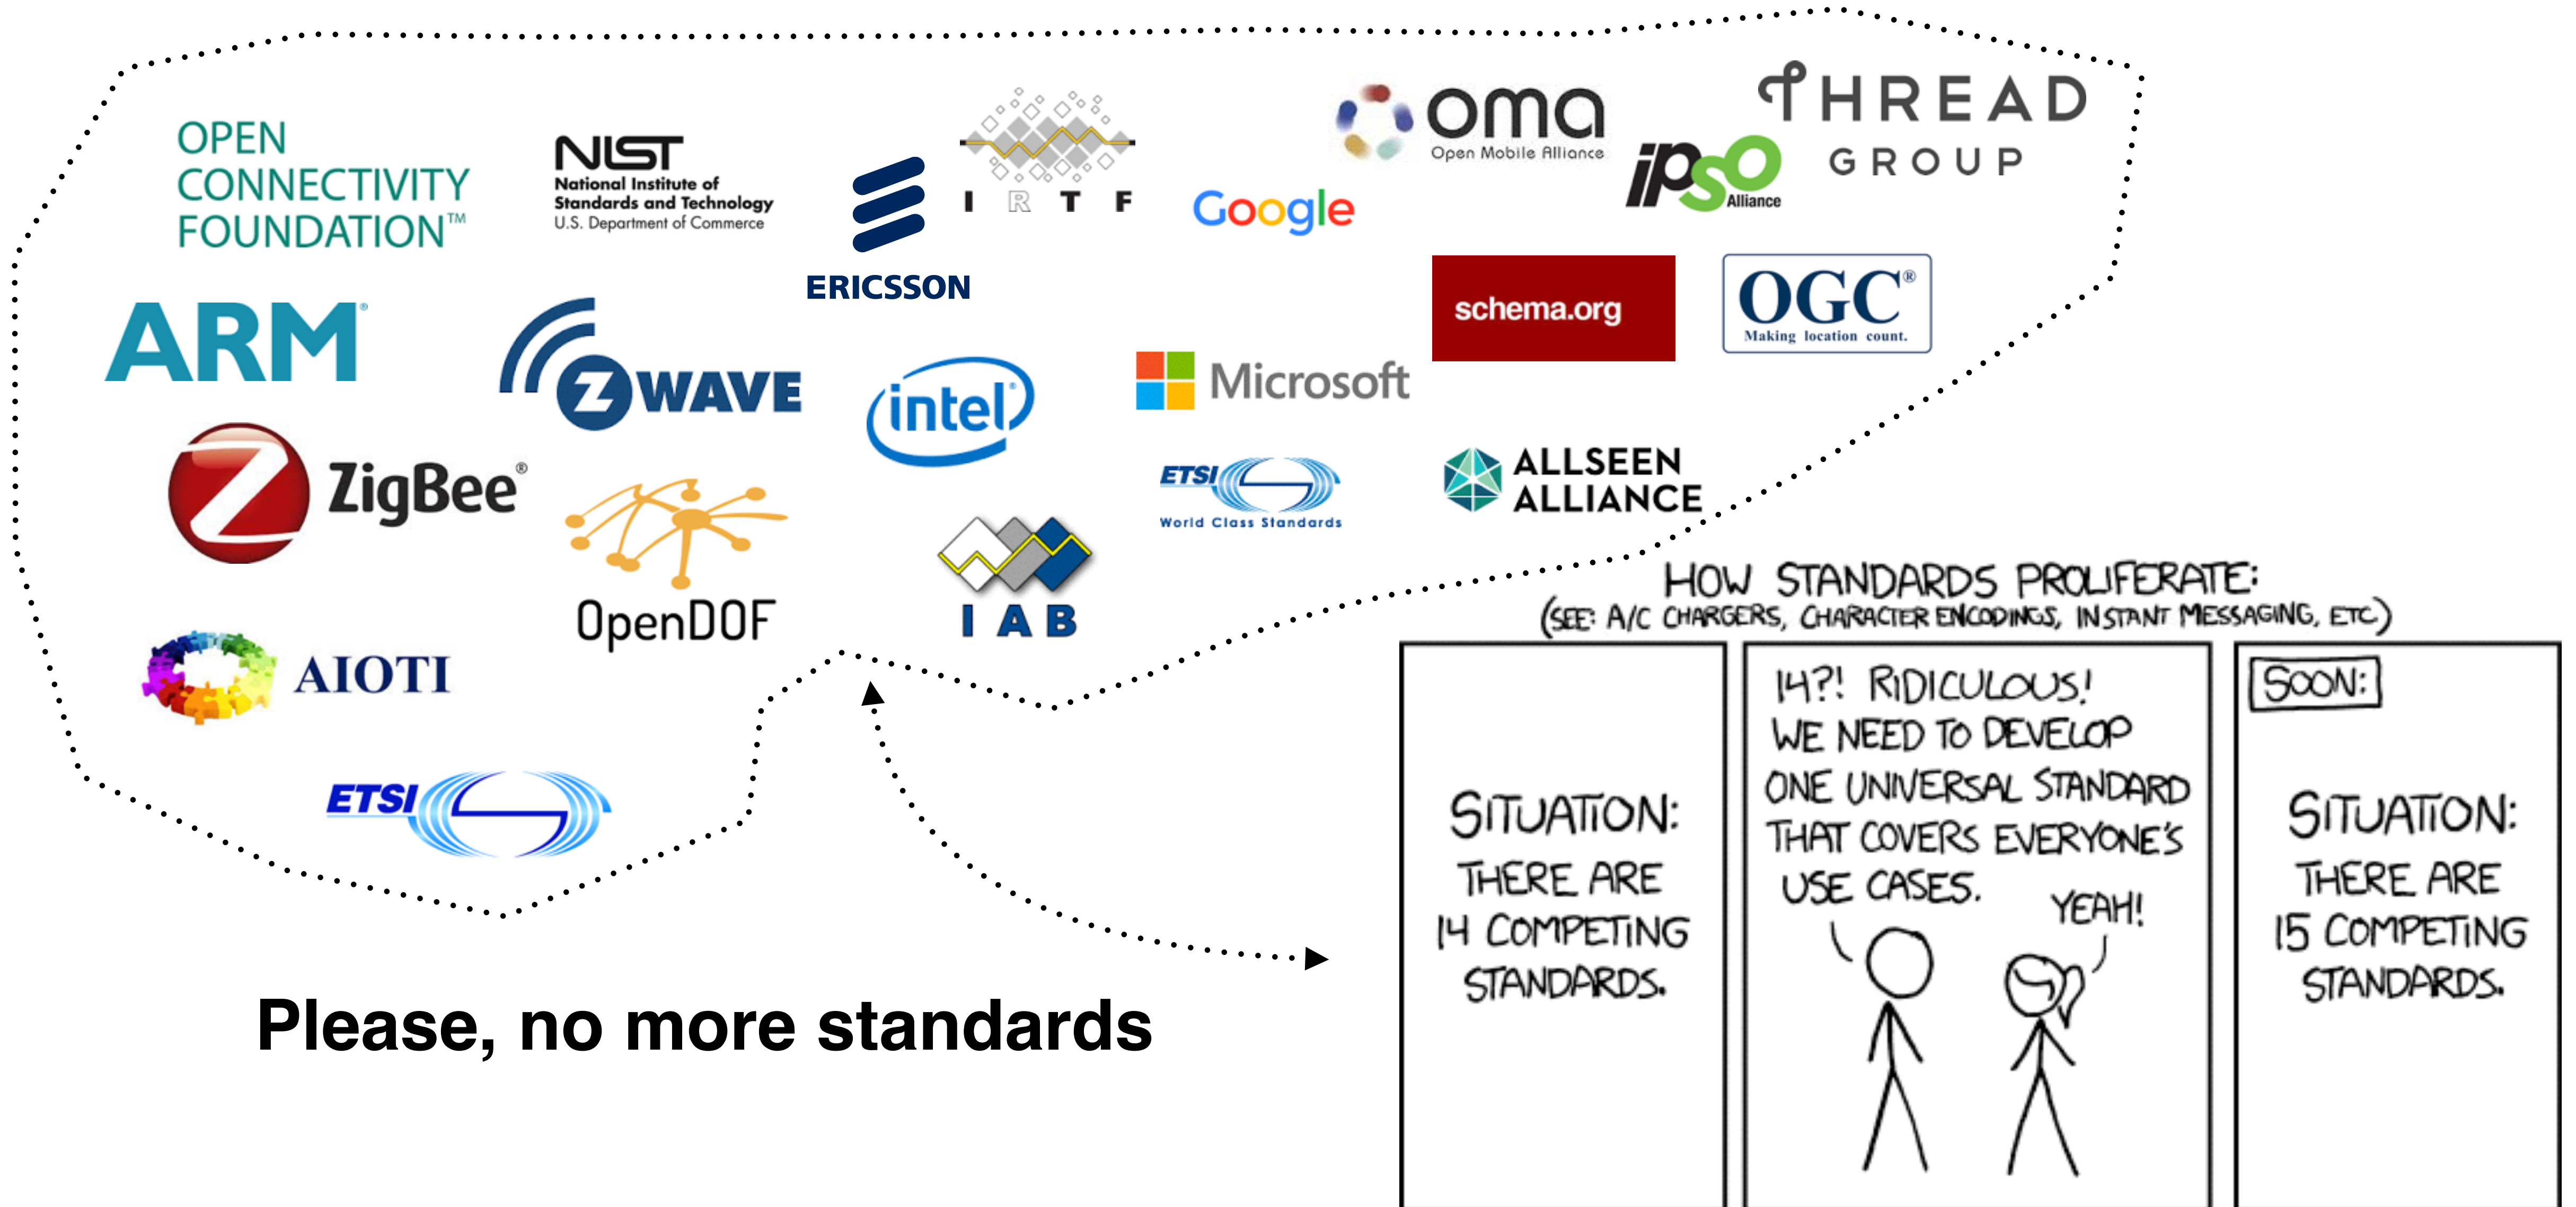 OPEN
CONNECTIVITY
FOUNDATION™
NIST
National Institute of
Standards and Technology
U.S. Department of Commerce
ERICSSON
I R T F
Google
oma
Open Mobile Alliance
ipso
Alliance
THREAD
GROUP
ARM®
Z WAVE
intel®
Microsoft
schema.org
OGC®
Making location count.
ZigBee®
OpenDOF
I A B
ETSI
World Class Standards
ALLSEEN
ALLIANCE
AIOTI
ETSI
Please, no more standards
HOW STANDARDS PROLIFERATE:
(SEE: A/C CHARGERS, CHARACTER ENCODINGS, INSTANT MESSAGING, ETC)
SITUATION:
THERE ARE
14 COMPETING
STANDARDS.
14?! RIDICULOUS!
WE NEED TO DEVELOP
ONE UNIVERSAL STANDARD
THAT COVERS EVERYONE'S
USE CASES.
YEAH!
SOON:
SITUATION:
THERE ARE
15 COMPETING
STANDARDS.